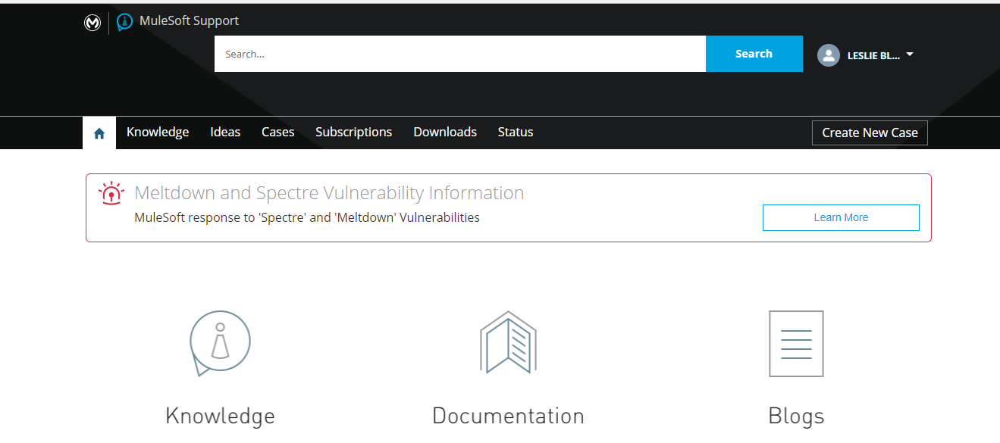 MuleSoft Support
Search...
Search
LESLIE BL...
Knowledge
Ideas
Cases
Subscriptions
Downloads
Status
Create New Case
Meltdown and Spectre Vulnerability Information
MuleSoft response to 'Spectre' and 'Meltdown' Vulnerabilities
Learn More
Knowledge
Documentation
Blogs